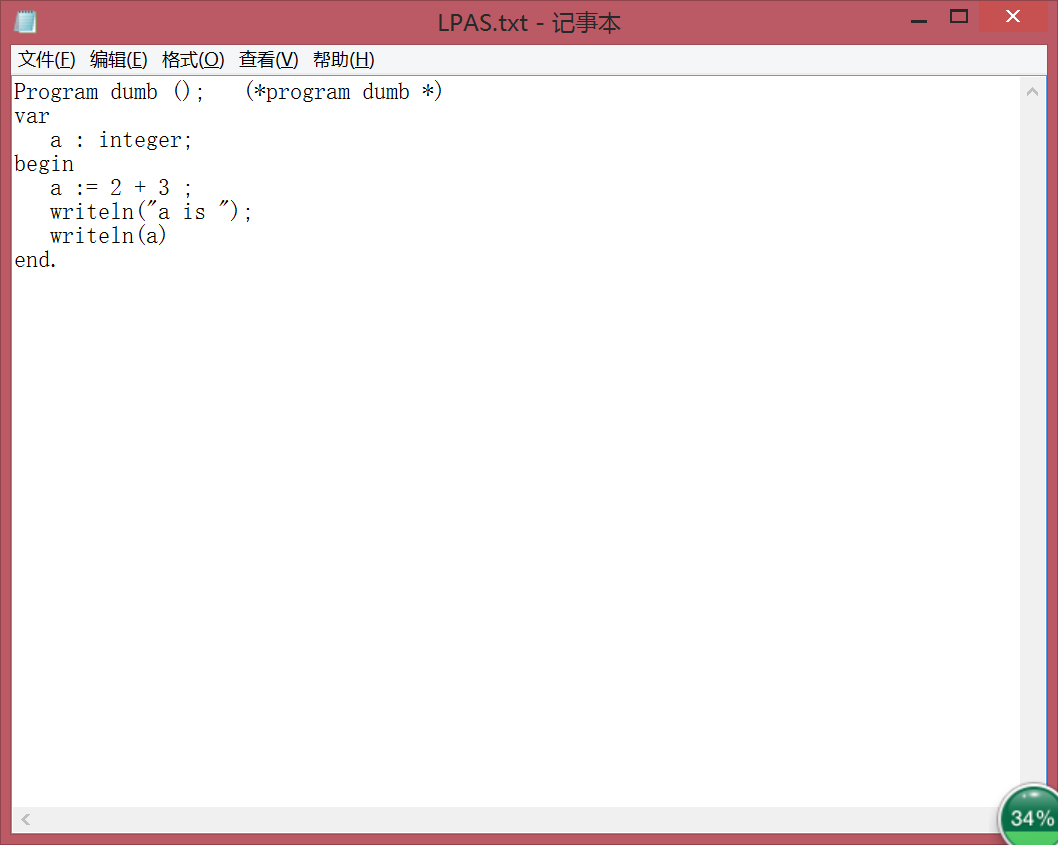 LPAS.txt - 记事本
文件(F) 编辑(E) 格式(O) 查看(V) 帮助(H)
Program dumb ();   (*program dumb *)
var
   a : integer;
begin
   a := 2 + 3 ;
   writeln("a is ");
   writeln(a)
end.
34%